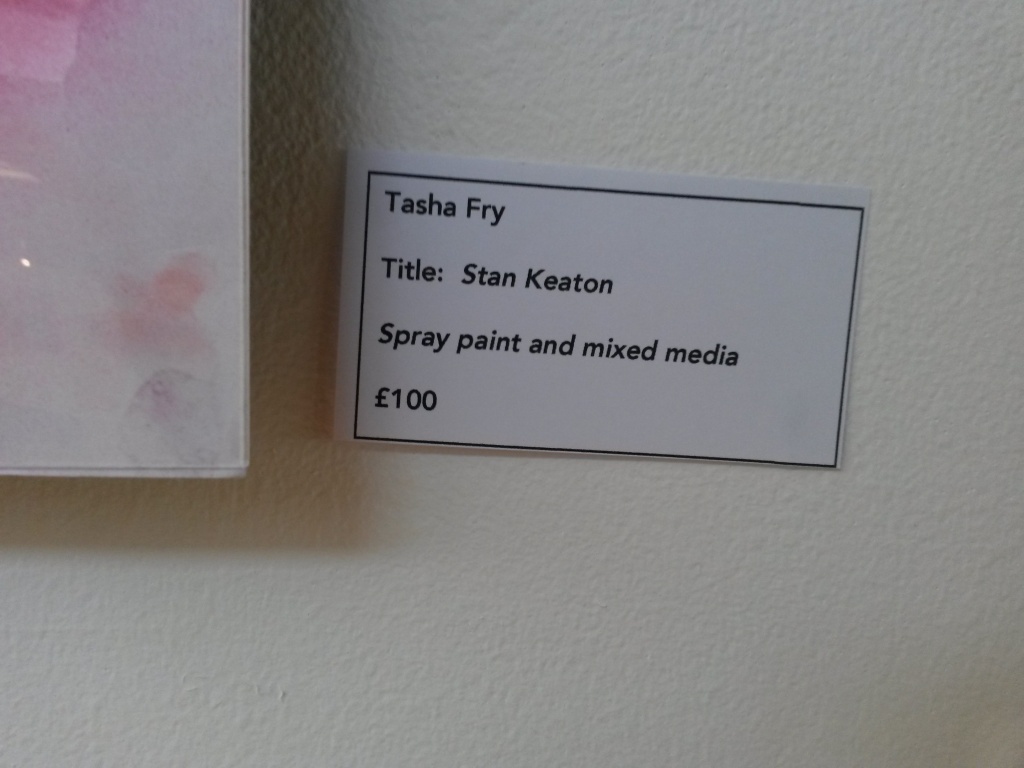 Tasha Fry
Title: Stan Keaton
Spray paint and mixed media
£100